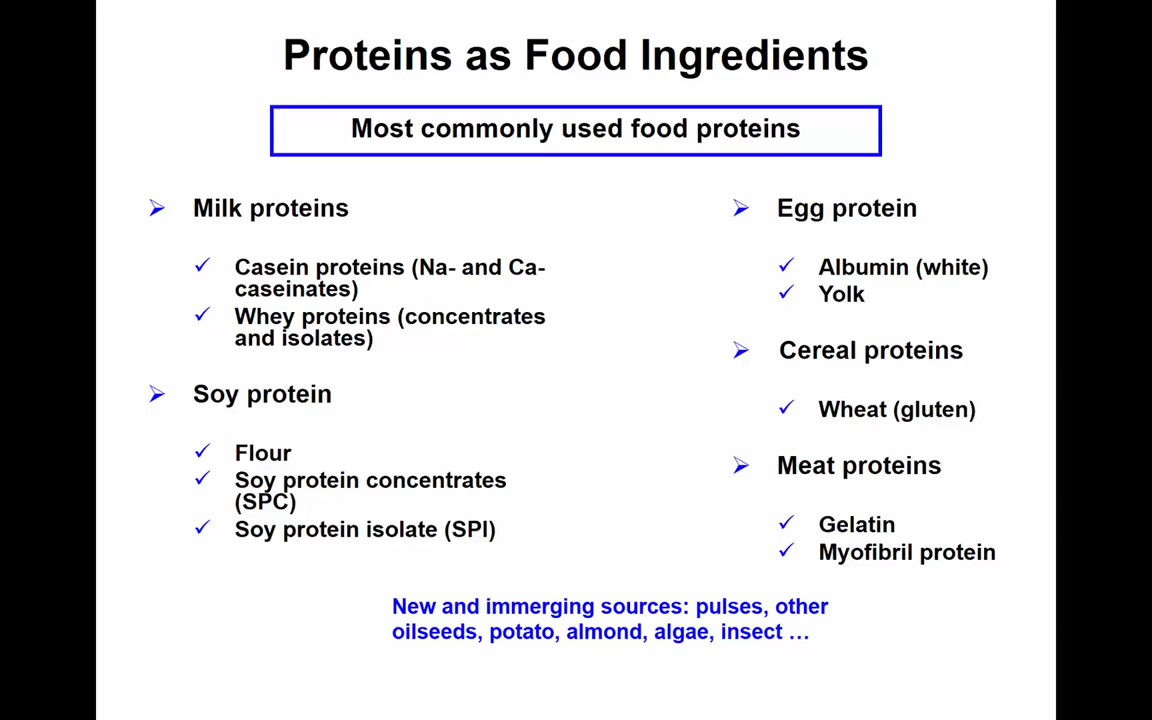 Proteins as Food Ingredients
Most commonly used food proteins
Milk proteins
Casein proteins (Na- and Ca-
caseinates)
Whey proteins (concentrates
and isolates)
Soy protein
Flour
Soy protein concentrates
(SPC)
Soy protein isolate (SPI)
Egg protein
Albumin (white)
Yolk
Cereal proteins
Wheat (gluten)
Meat proteins
Gelatin
Myofibril protein
New and immerging sources: pulses, other
oilseeds, potato, almond, algae, insect …